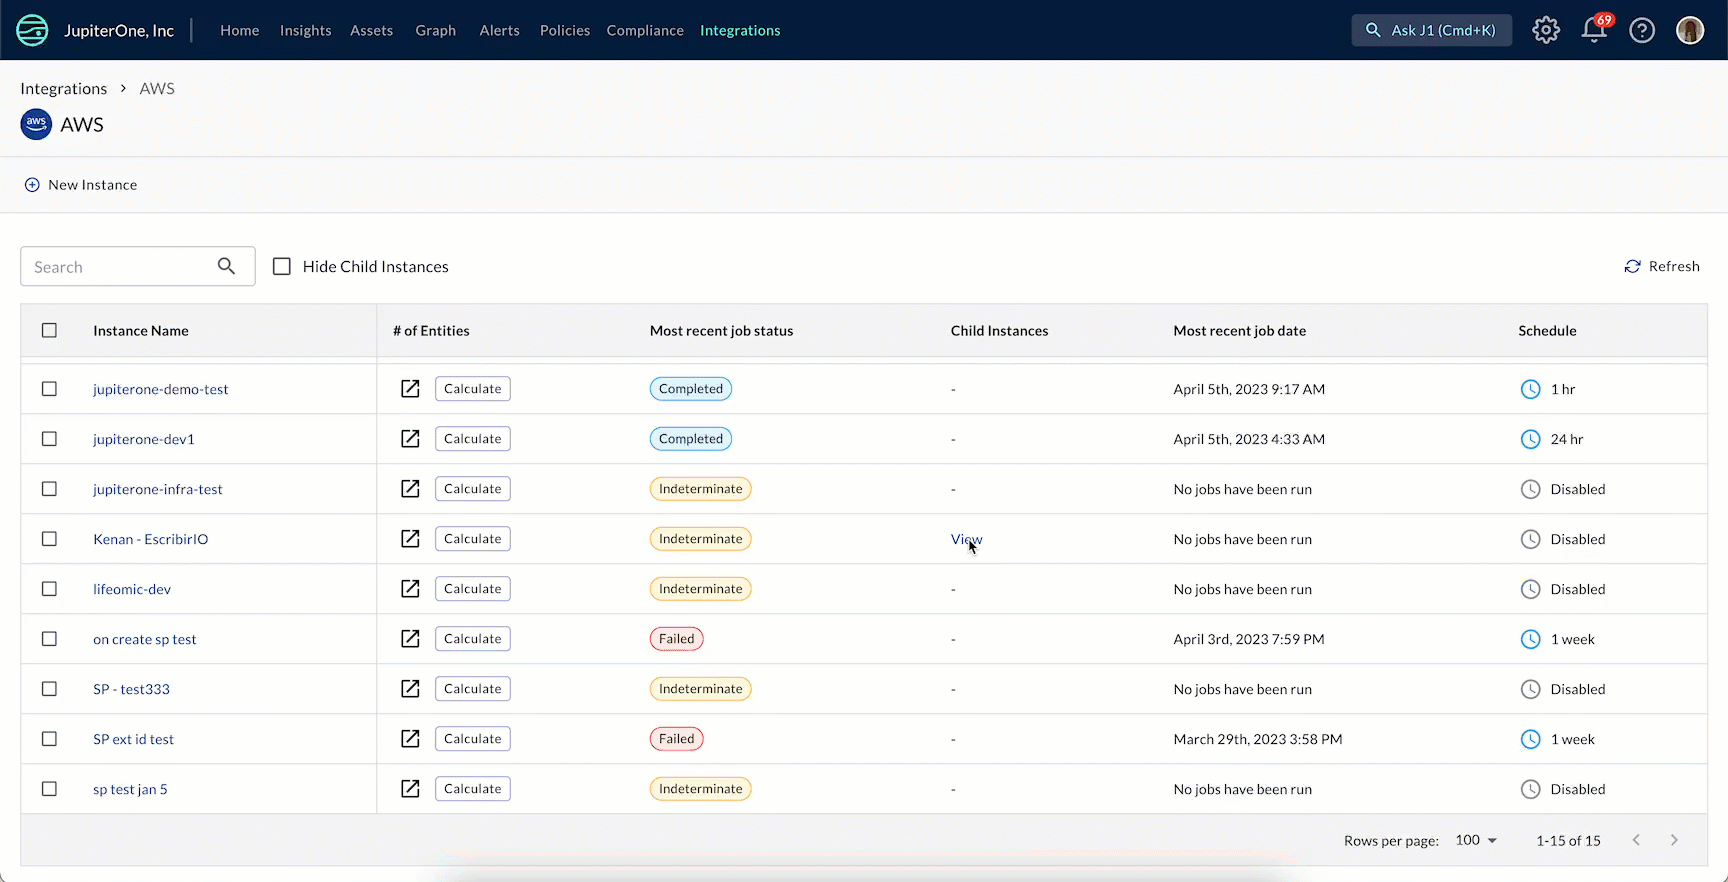 JupiterOne, Inc Home Insights Assets Graph Alerts Policies Compliance Integrations Ask J1 (Cmd+K) 69
Integrations > AWS
aws AWS
New Instance
Search Hide Child Instances Refresh
Instance Name # of Entities Most recent job status Child Instances Most recent job date Schedule
jupiterone-demo-test Calculate Completed - April 5th, 2023 9:17 AM 1 hr
jupiterone-dev1 Calculate Completed - April 5th, 2023 4:33 AM 24 hr
jupiterone-infra-test Calculate Indeterminate - No jobs have been run Disabled
Kenan - EscribirIO Calculate Indeterminate View No jobs have been run Disabled
lifeomic-dev Calculate Indeterminate - No jobs have been run Disabled
on create sp test Calculate Failed - April 3rd, 2023 7:59 PM 1 week
SP - test333 Calculate Indeterminate - No jobs have been run Disabled
SP ext id test Calculate Failed - March 29th, 2023 3:58 PM 1 week
sp test jan 5 Calculate Indeterminate - No jobs have been run Disabled
Rows per page: 100 1-15 of 15